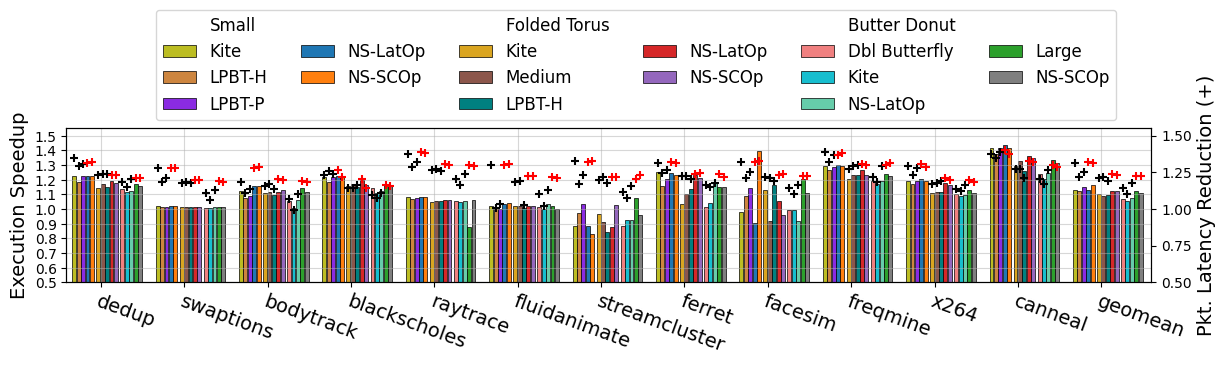 Small Folded Torus Butter Donut
Kite NS-LatOp Kite NS-LatOp Dbl Butterfly Large
LPBT-H NS-SCOp Medium NS-SCOp Kite NS-SCOp
LPBT-P LPBT-H NS-LatOp
Execution Speedup
1.5
1.4
1.3
1.2
1.1
1.0
0.9
0.8
0.7
0.6
0.5
1.50
1.25
1.00
0.75
0.50
Pkt. Latency Reduction (+)
dedup
swaptions
bodytrack
blackscholes
raytrace
fluidanimate
streamcluster
ferret
facesim
freqmine
x264
canneal
geomean